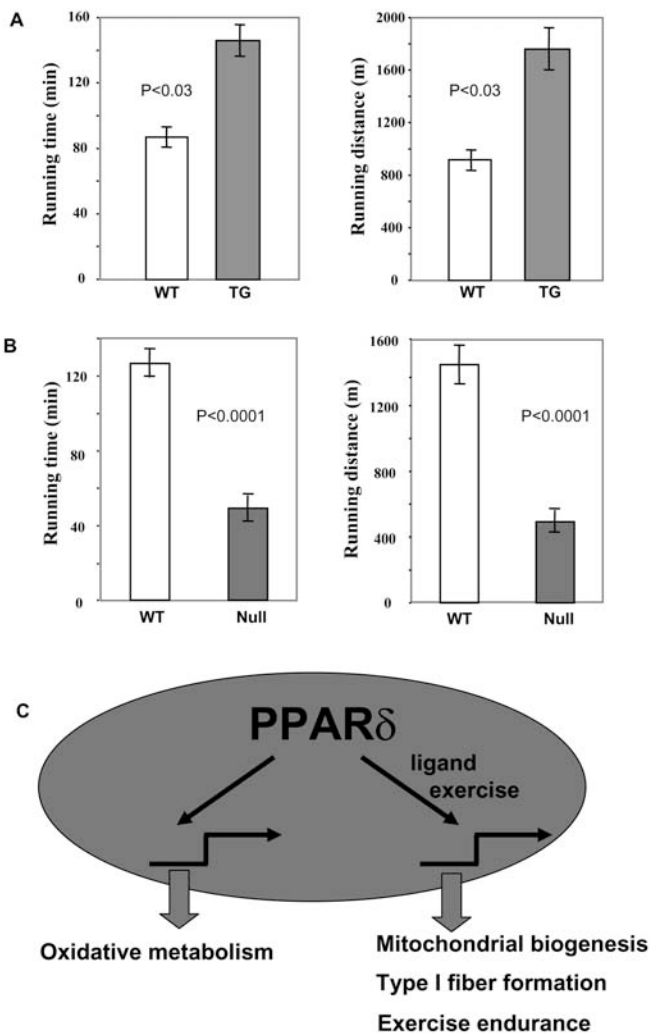 A
Running time (min)
160
120
80
40
0
P<0.03
WT TG
Running distance (m)
2000
1600
1200
800
400
0
P<0.03
WT TG
B
Running time (min)
120
80
40
0
P<0.0001
WT Null
Running distance (m)
1600
1400
800
400
0
P<0.0001
WT Null
C
PPARδ
ligand
exercise
Oxidative metabolism
Mitochondrial biogenesis
Type I fiber formation
Exercise endurance